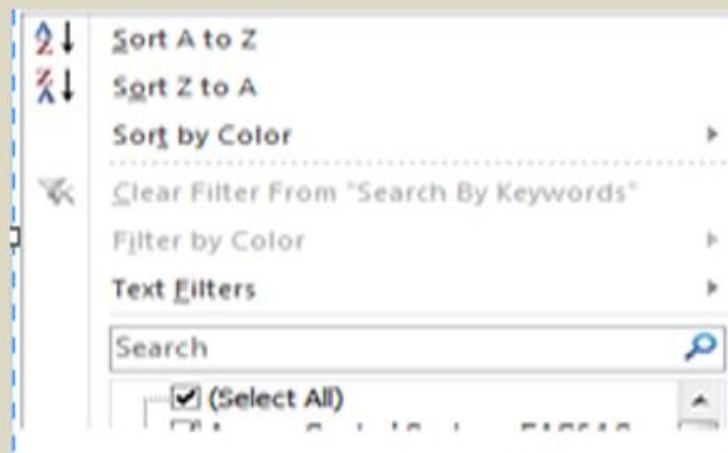 Sort A to Z
Sort Z to A
Sort by Color
Clear Filter From "Search By Keywords"
Filter by Color
Text Filters
Search
(Select All)